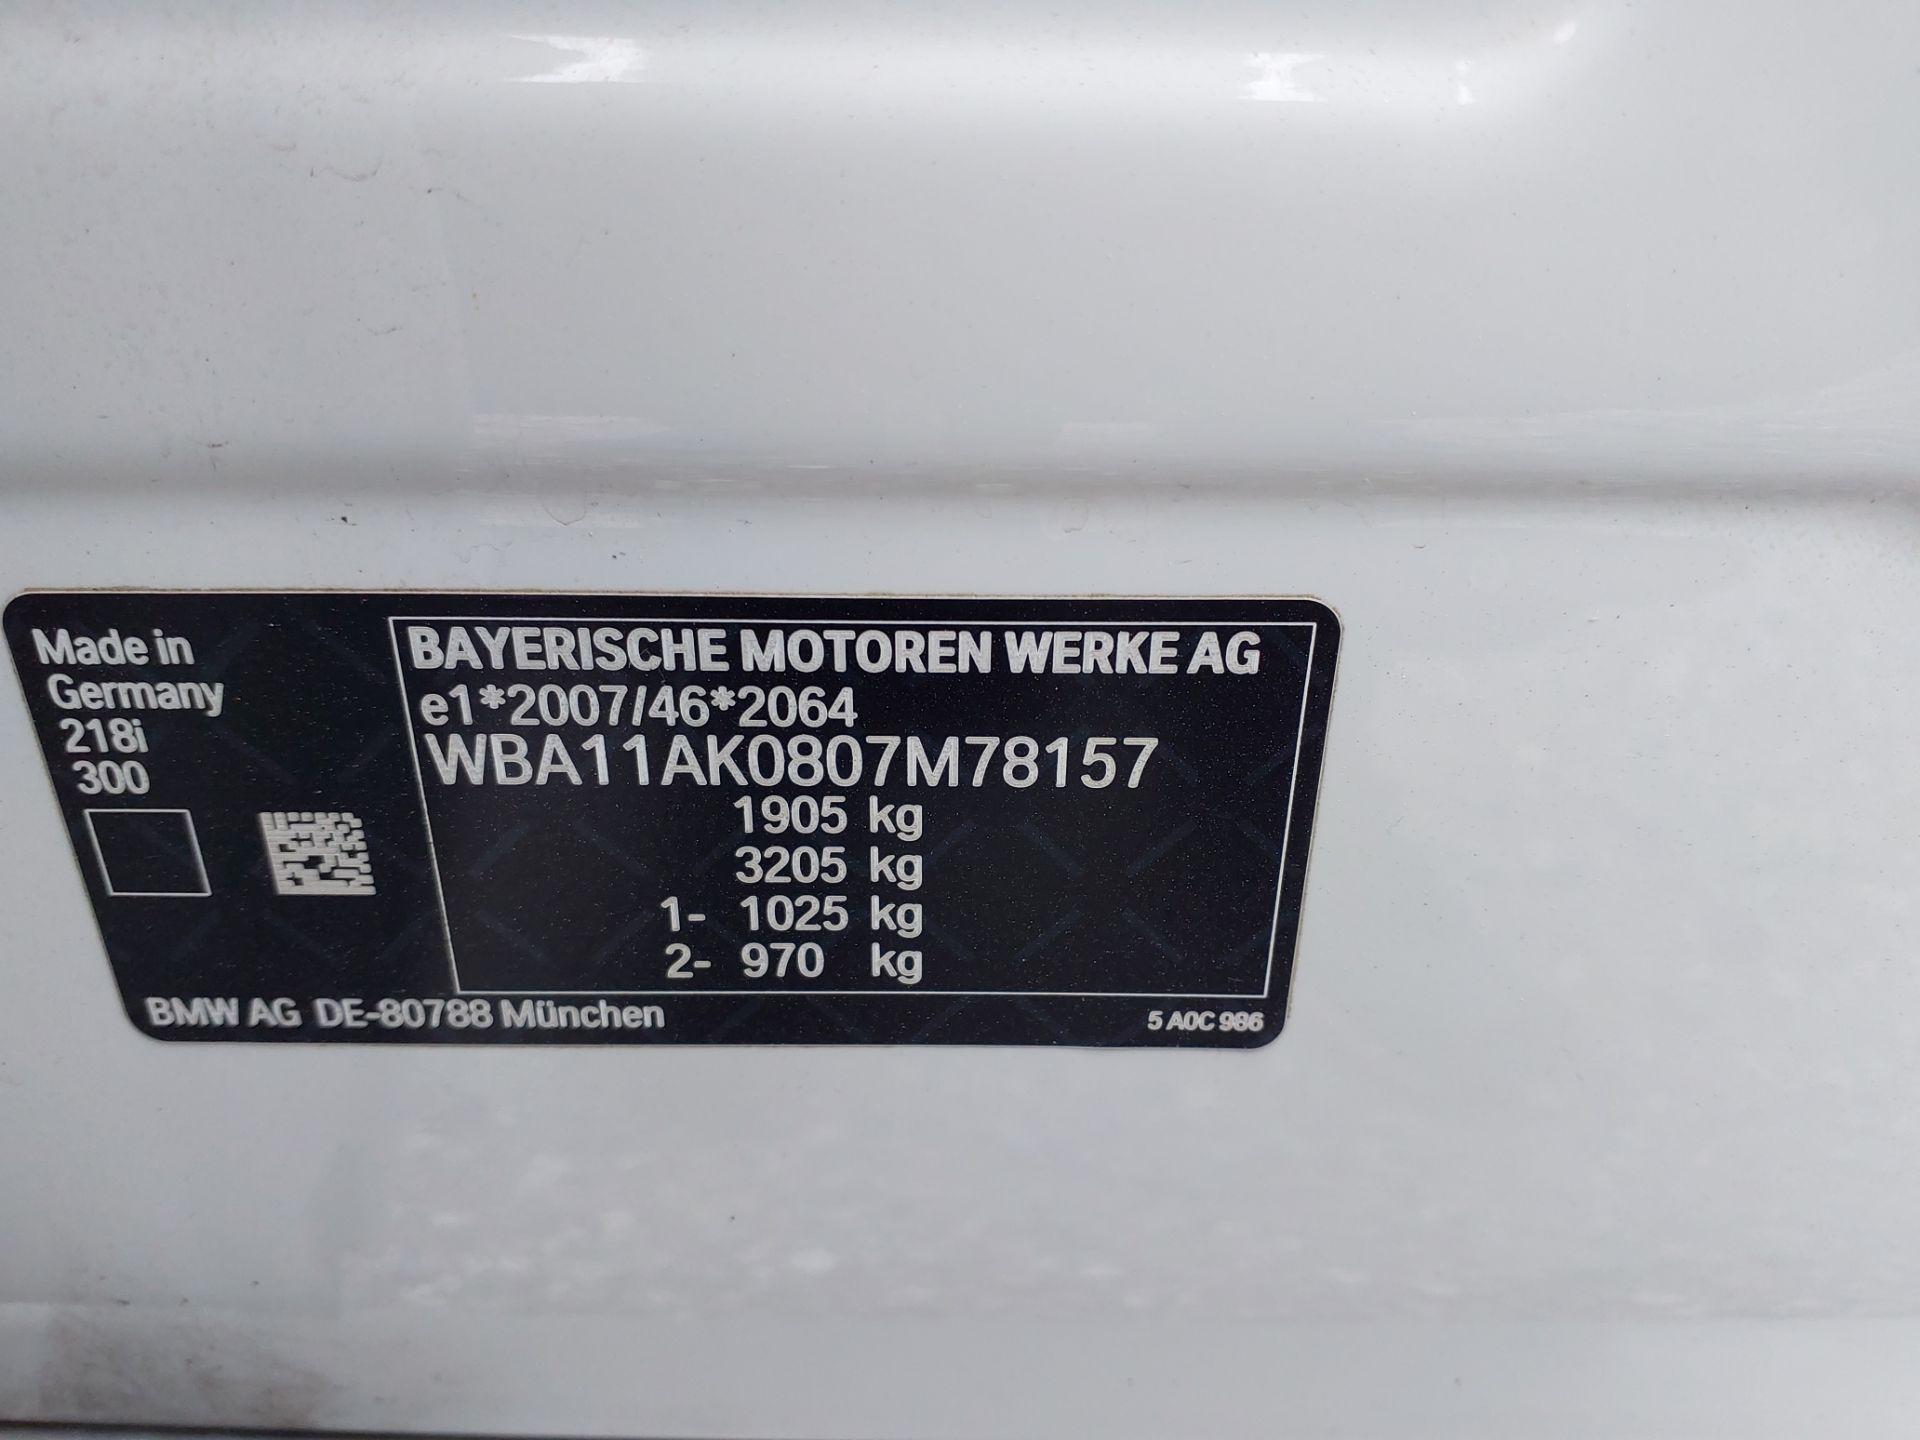 Made in
Germany
218i
300
BAYERISCHE MOTOREN WERKE AG
e1*2007/46*2064
WBA11AK0807M78157
1905 kg
3205 kg
1- 1025 kg
2- 970 kg
BMW AG DE-80788 München
5 A0C 986